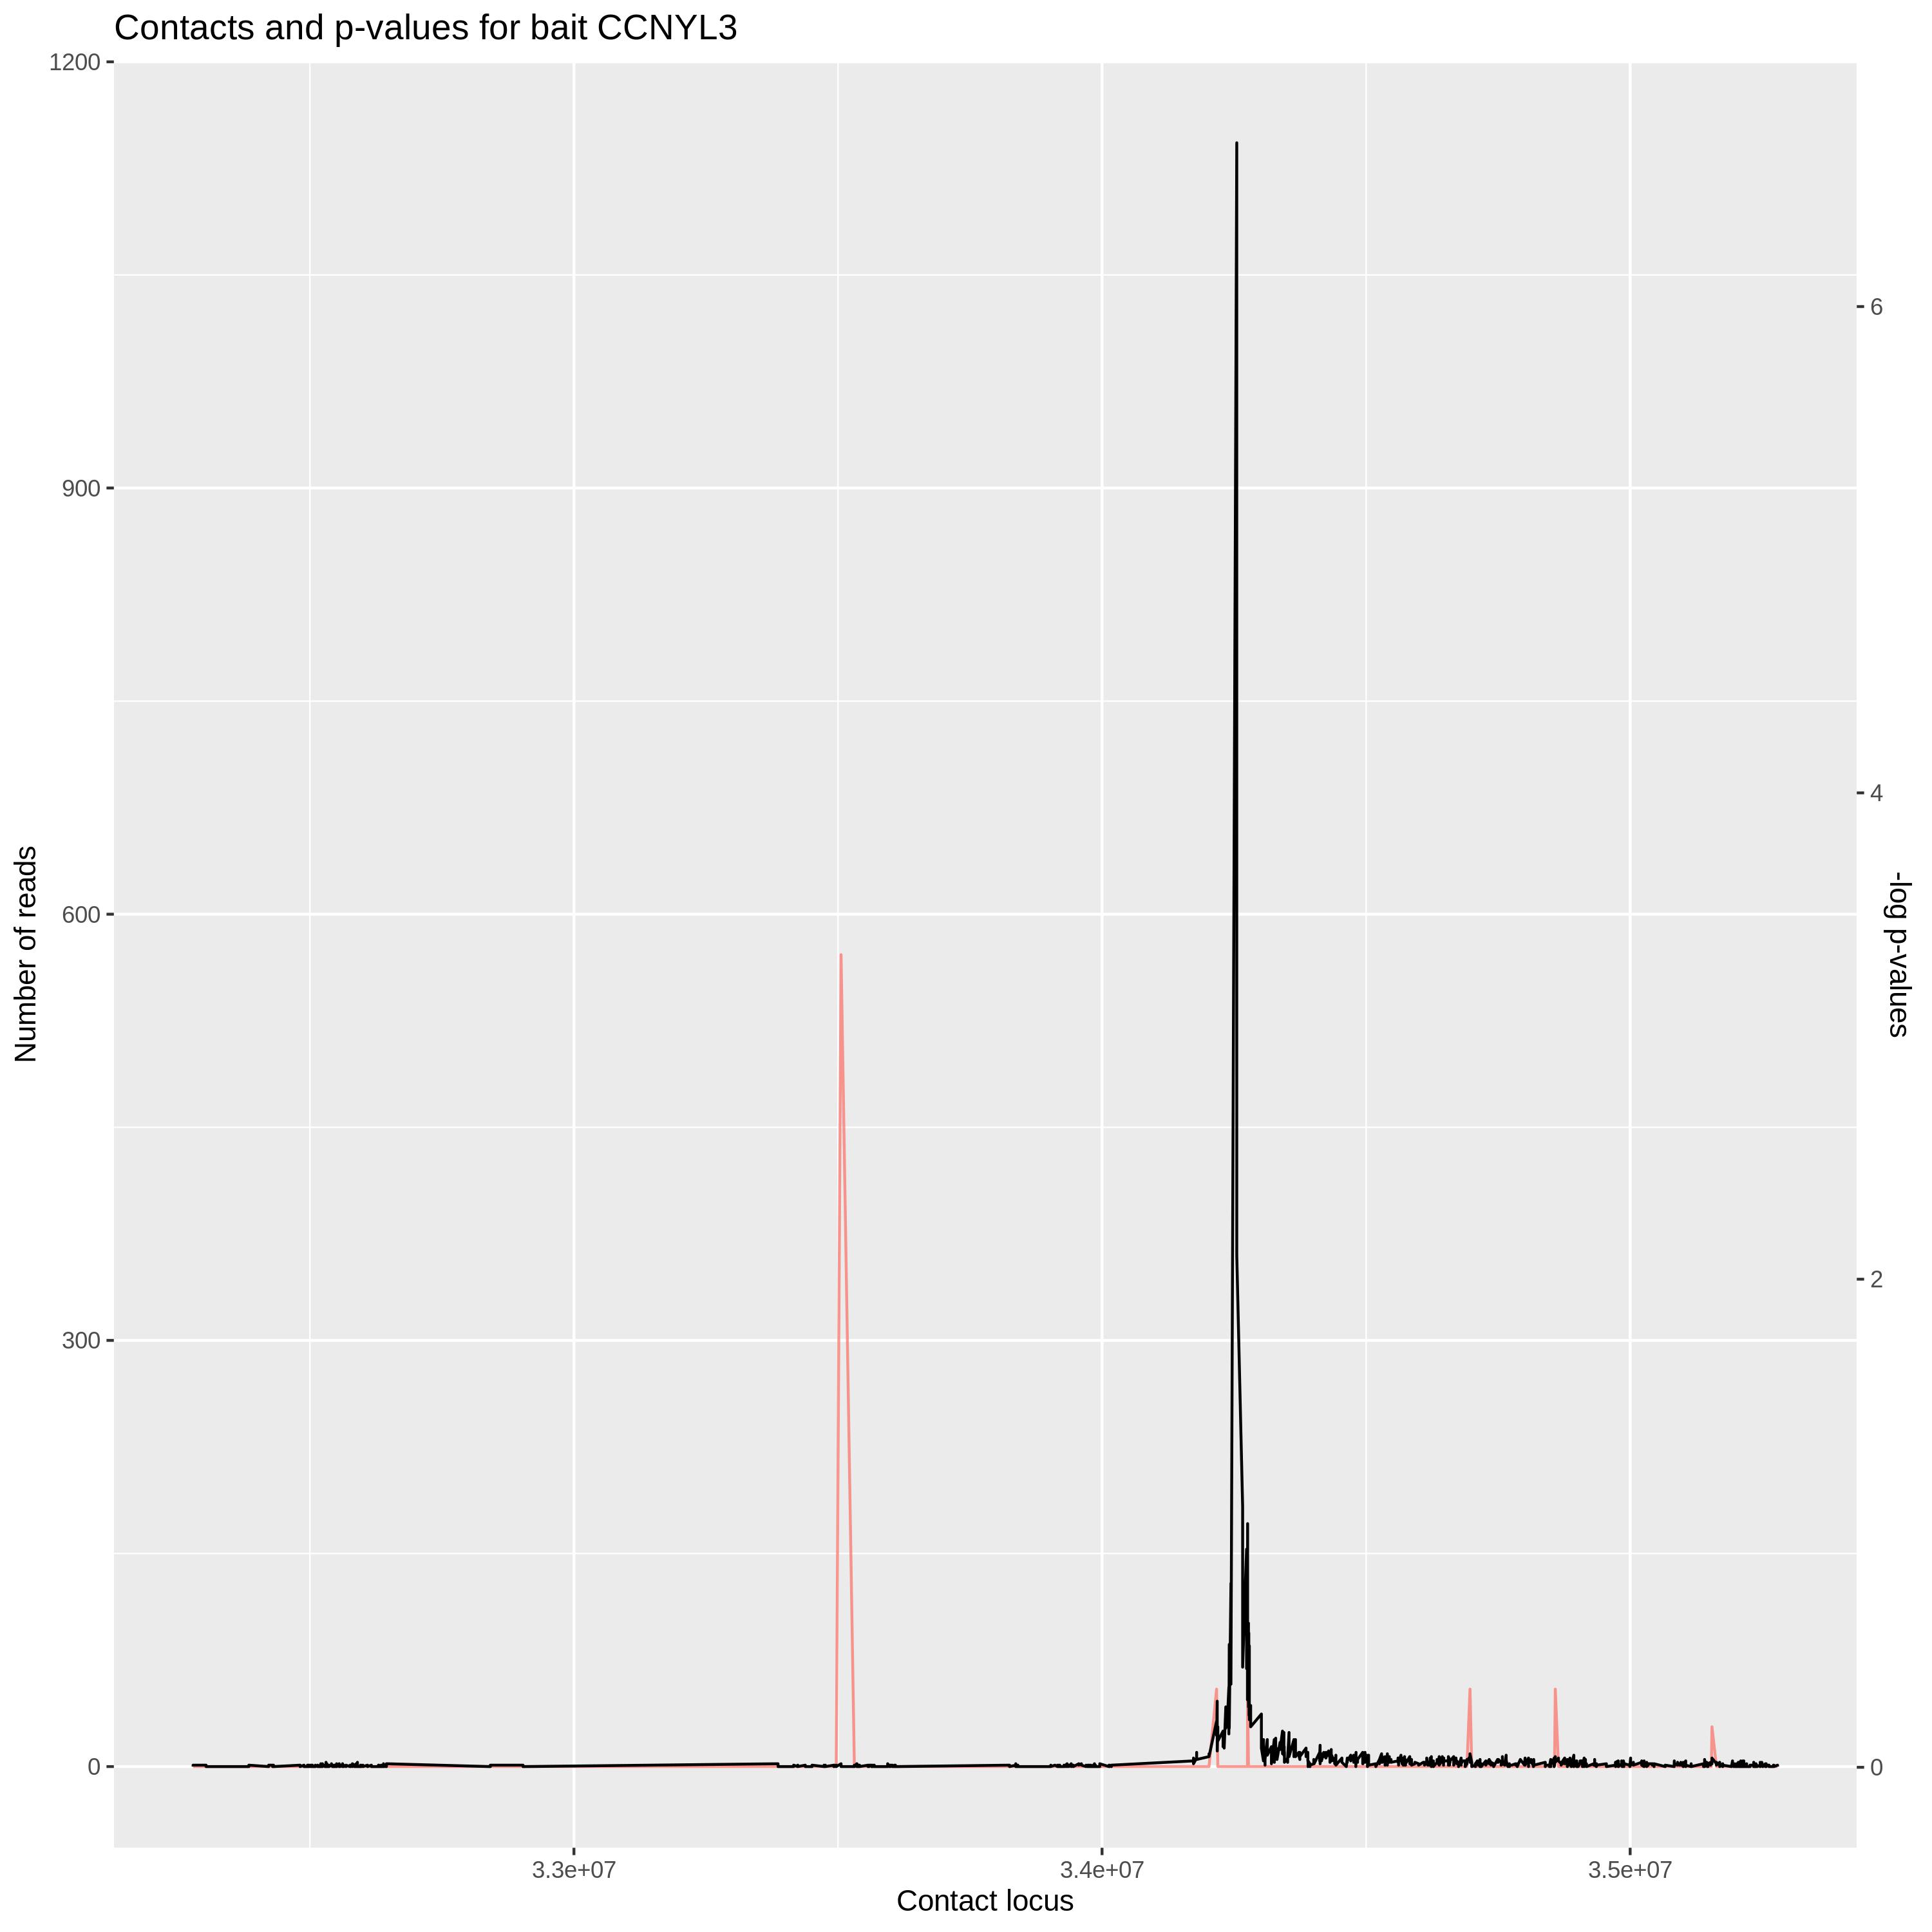 Contacts and p-values for bait CCNYL3
1200
900
600
300
0
Number of reads
6
4
2
0
-log p-values
3.3e+07
3.4e+07
3.5e+07
Contact locus